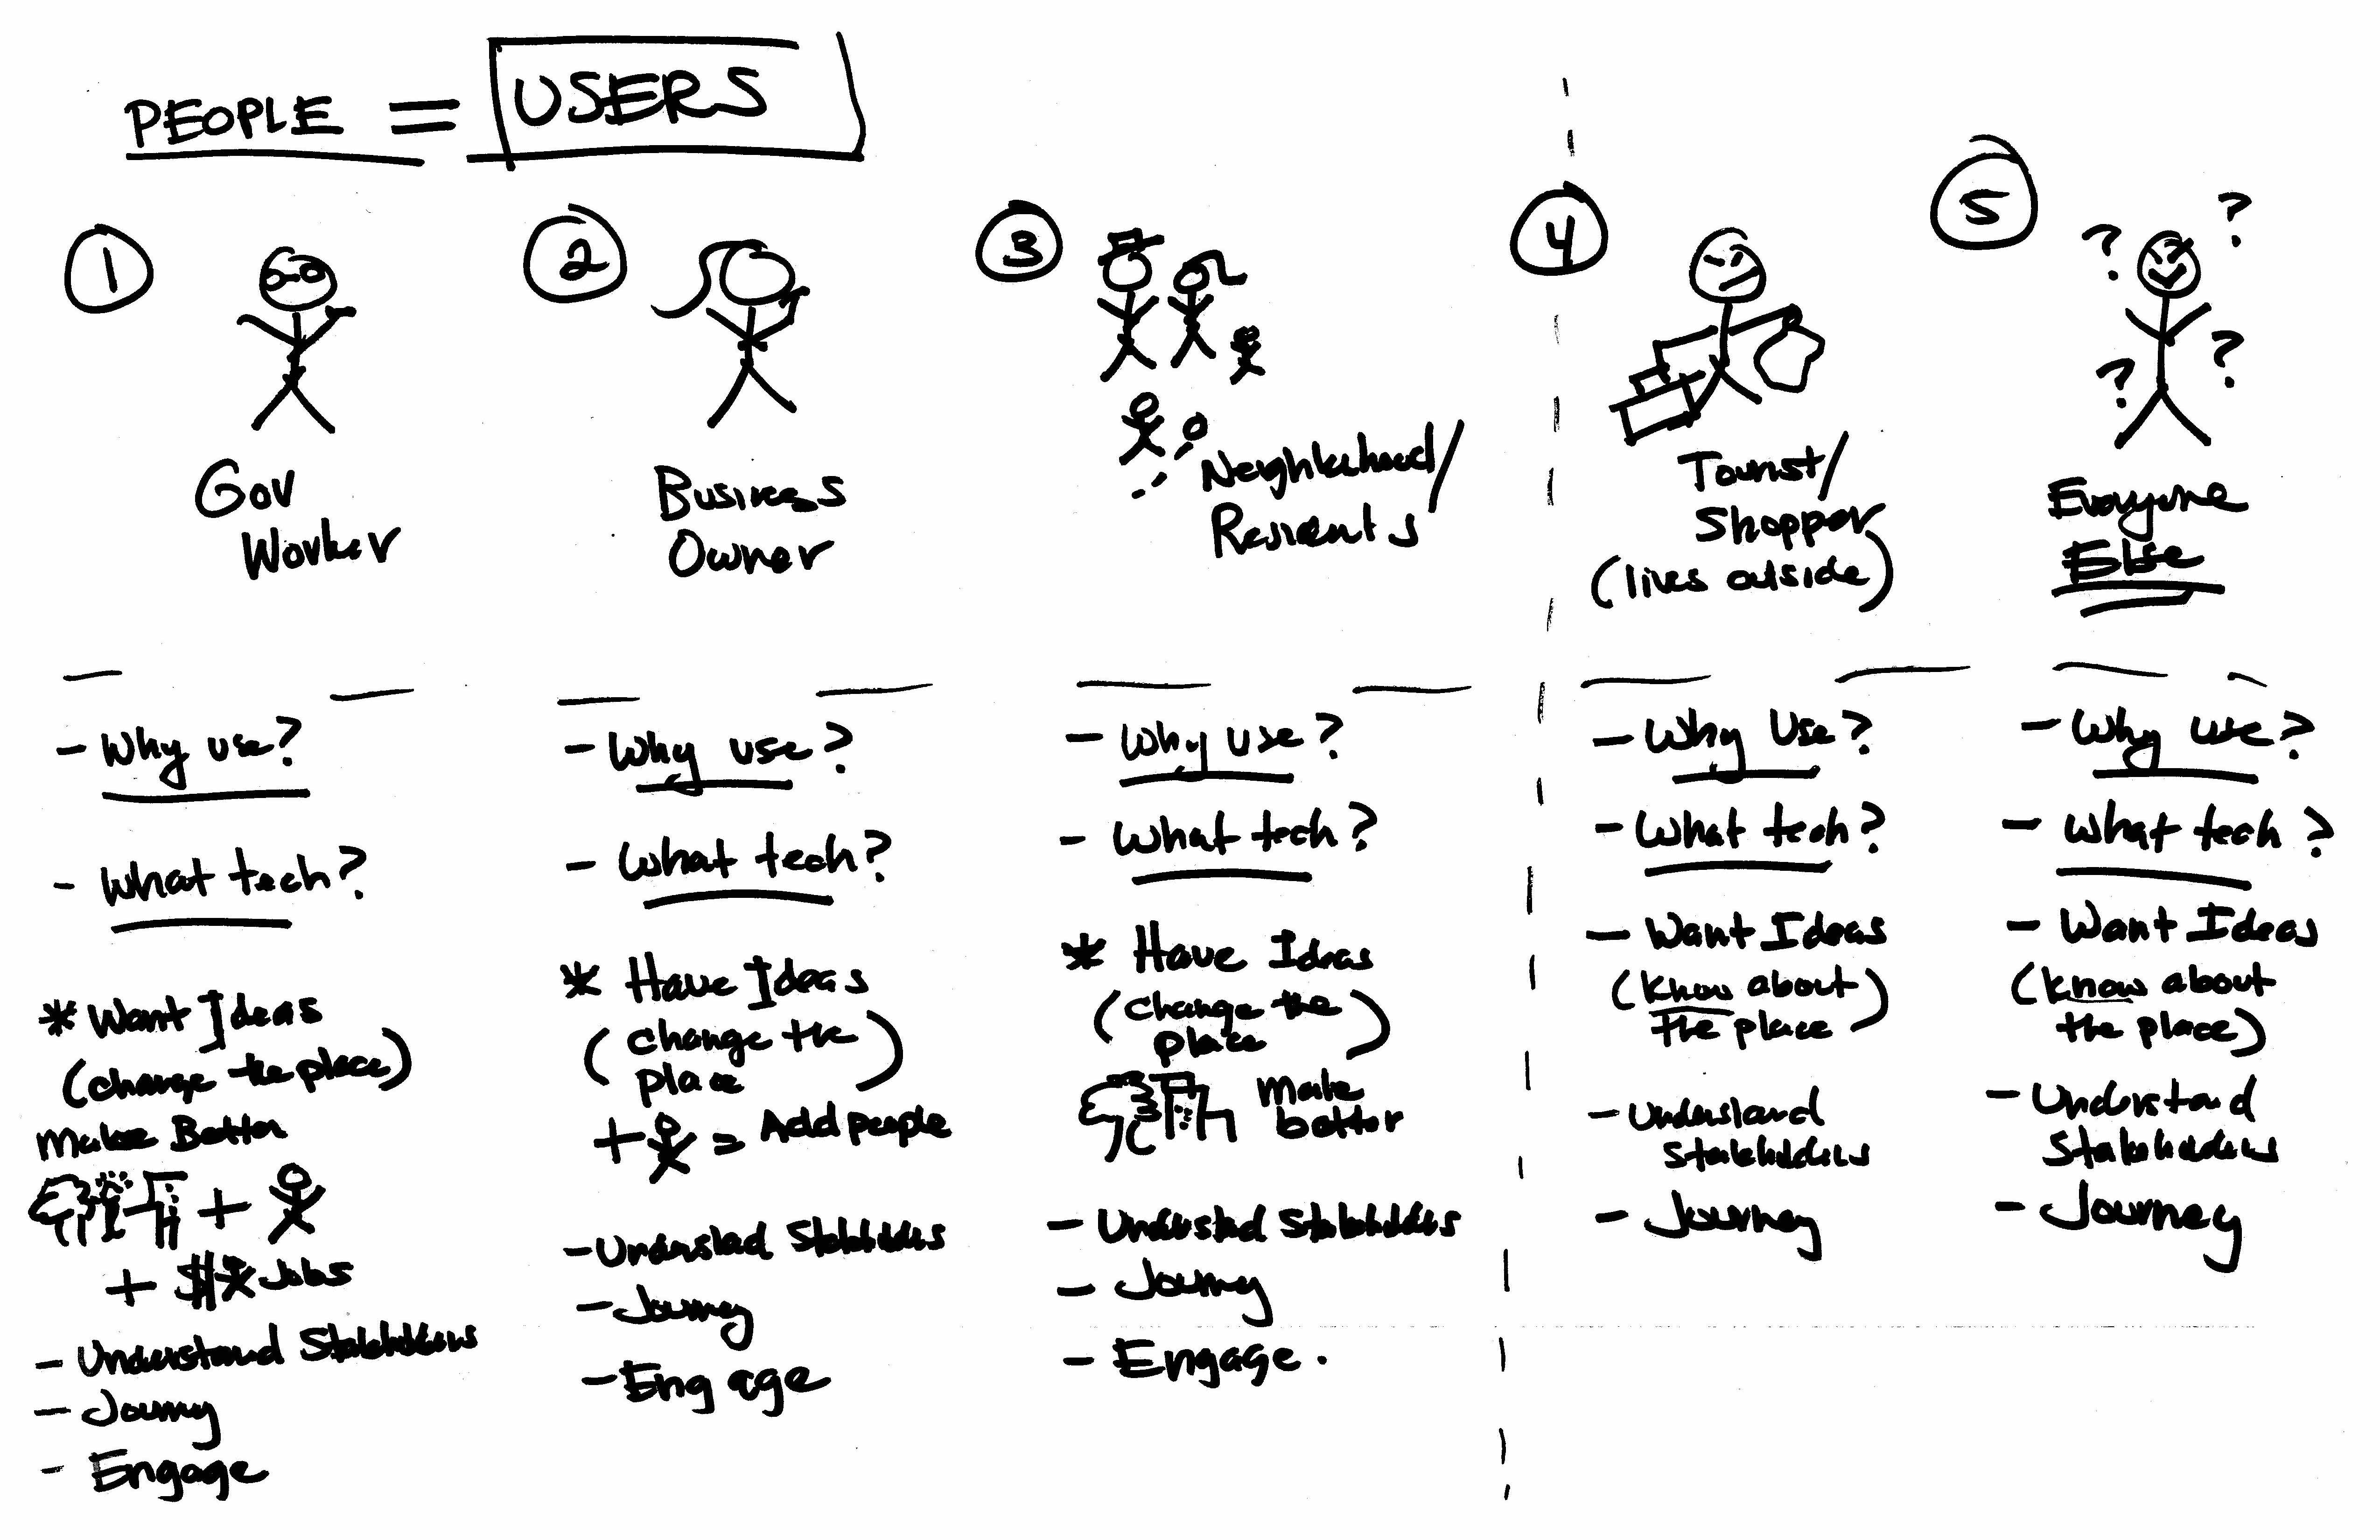 PEOPLE = USERS
1
Gov
Worker
- Why use?
- What tech?
* Want Ideas
(change the place)
Make Better
+
+ $ Jobs
- Understand Stakeholders
- Journey
- Engage
2
Business
Owner
- Why use?
- What tech?
* Have Ideas
(change the
place)
+ = Add people
- Understand Stakeholders
- Journey
- Engage
3
Neighborhood/
Residents
- Why use?
- What tech?
* Have Ideas
(change the
place)
Make
better
- Understand Stakeholders
- Journey
- Engage.
4
Tourist/
Shopper
(lives outside)
- Why Use?
- What tech?
- Want Ideas
(know about
the place)
- Understand
Stakeholders
- Journey
5
? ?
? ?
Everyone
Else
- Why use?
- What tech?
- Want Ideas
(know about
the place)
- Understand
Stakeholders
- Journey